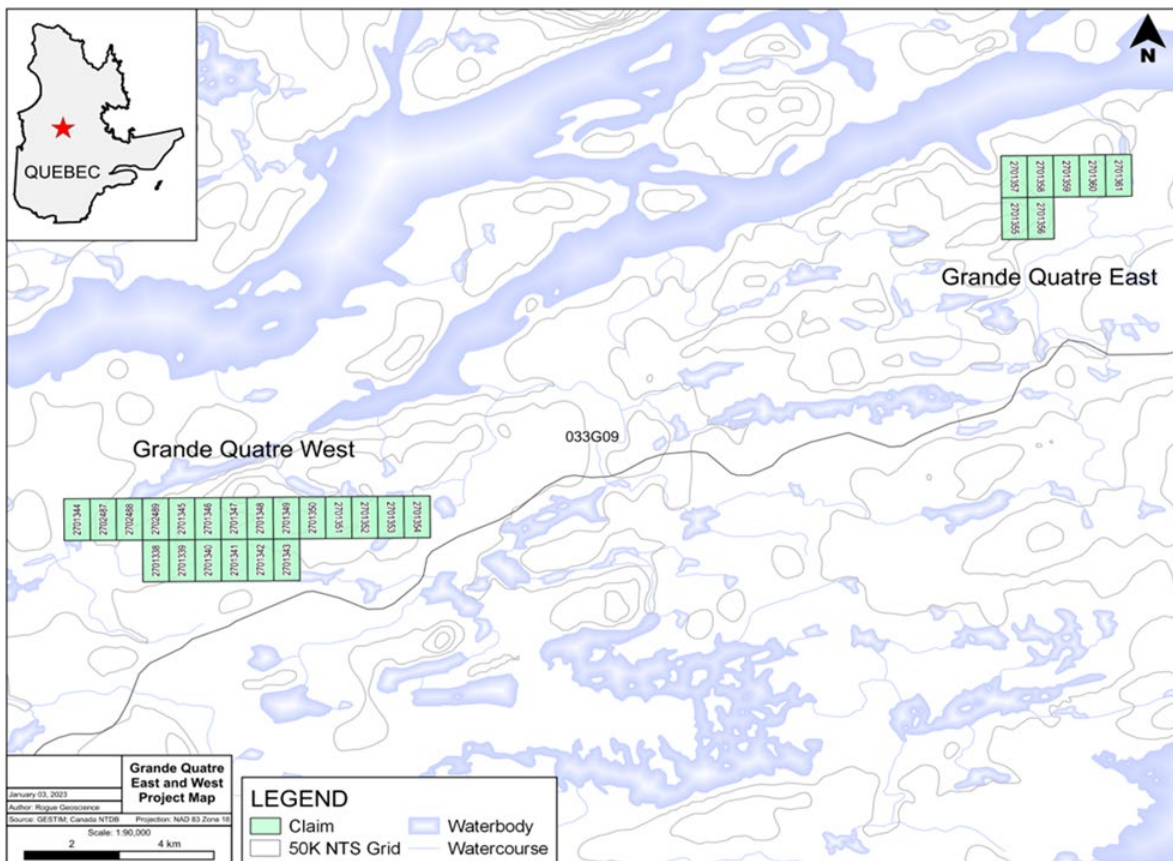 N
QUEBEC
2701357
2701358
2701359
2701360
2701361
2701355
2701356
Grande Quatre East
033G09
Grande Quatre West
2701344
2702487
2702488
2702489
2701345
2701346
2701347
2701348
2701349
2701350
2701351
2701352
2701353
2701354
2701338
2701339
2701340
2701341
2701342
2701343
Grande Quatre
East and West
Project Map
January 03, 2023
Author: Rogue Geoscience
Source: GESTIM; Canada NTDB Projection: NAD 83 Zone 18
Scale: 1:90,000
2 4 km
LEGEND
Claim
50K NTS Grid
Waterbody
Watercourse